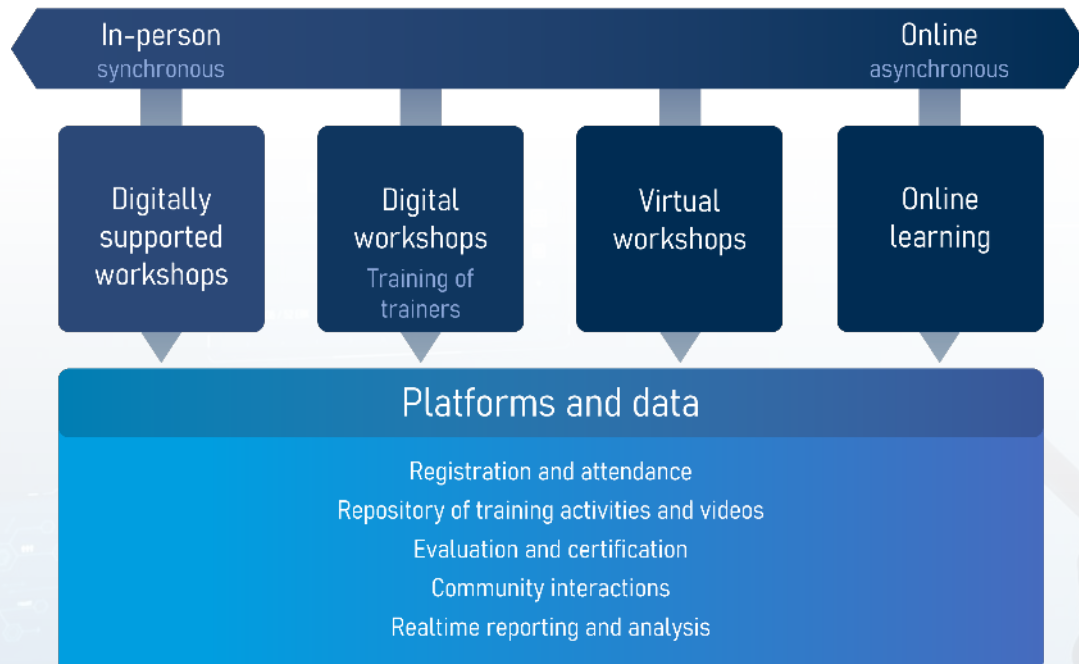 In-person
synchronous
Online
asynchronous
Digitally
supported
workshops
Digital
workshops
Training of
trainers
Virtual
workshops
Online
learning
Platforms and data
Registration and attendance
Repository of training activities and videos
Evaluation and certification
Community interactions
Realtime reporting and analysis